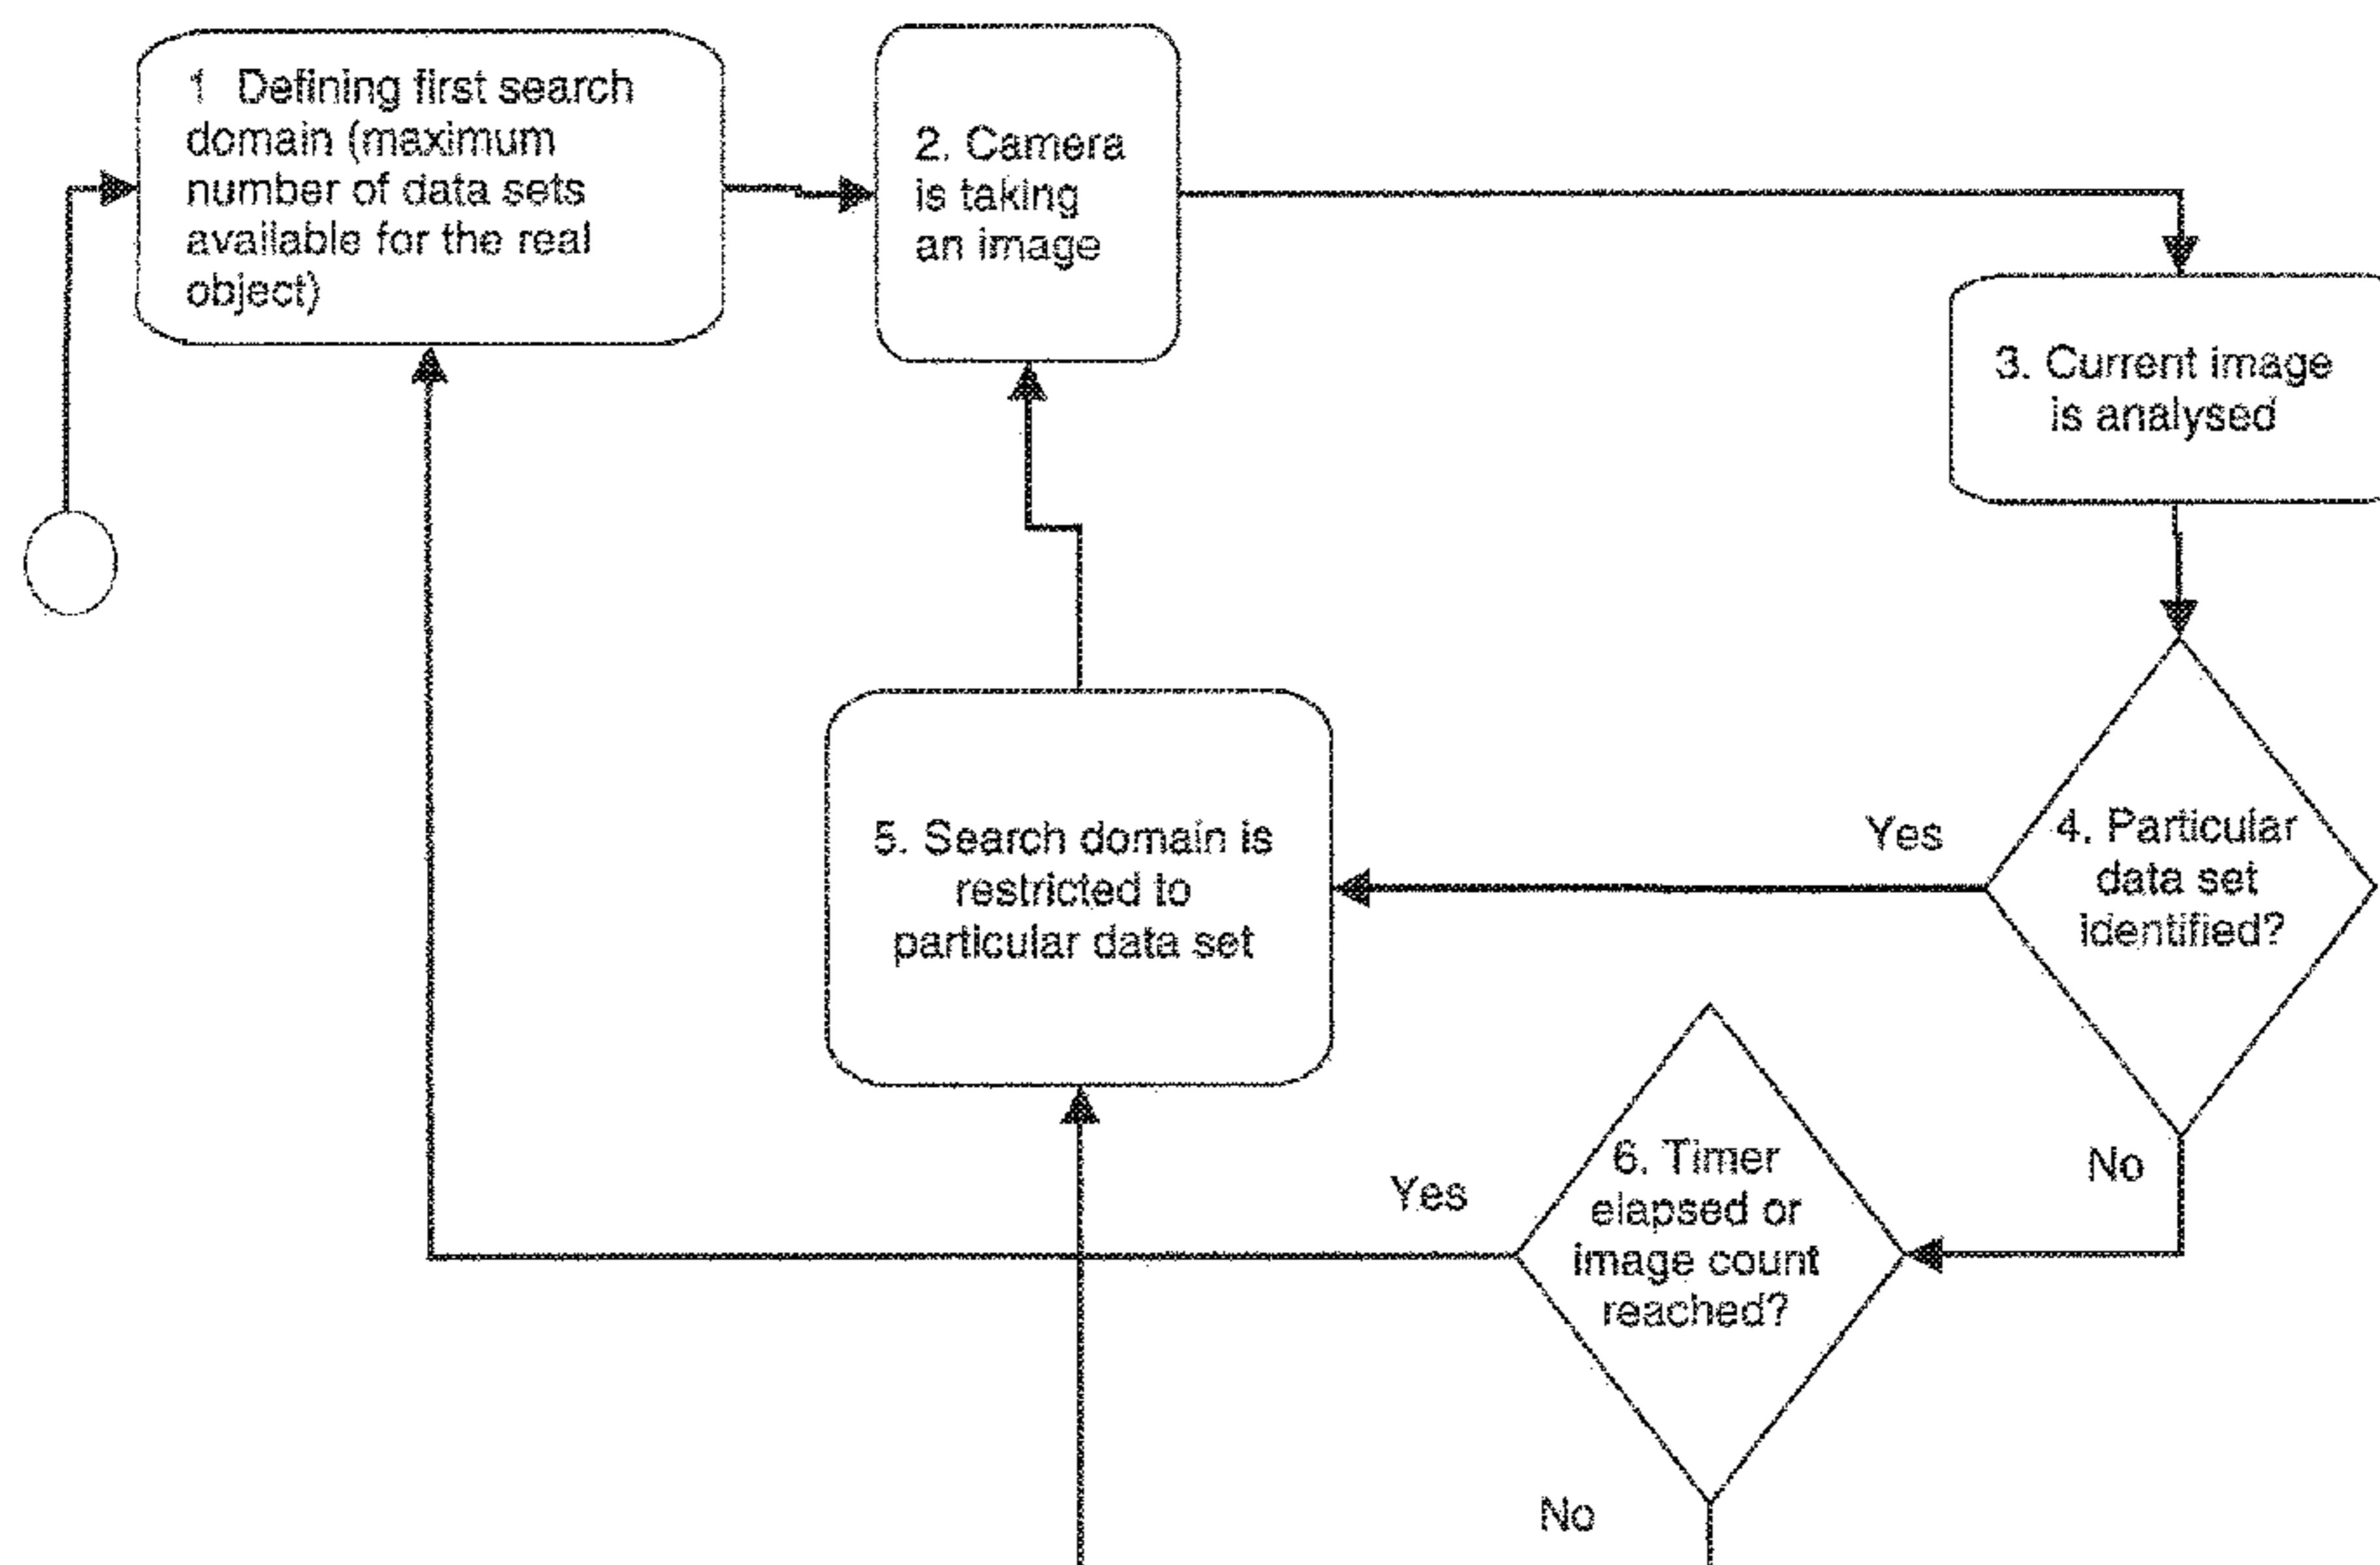 1 Defining first search
domain (maximum
number of data sets
available for the real
object)
2. Camera
is taking
an image
3. Current image
is analysed
4. Particular
data set
identified?
Yes
No
5. Search domain is
restricted to
particular data set
6. Timer
elapsed or
image count
reached?
Yes
No